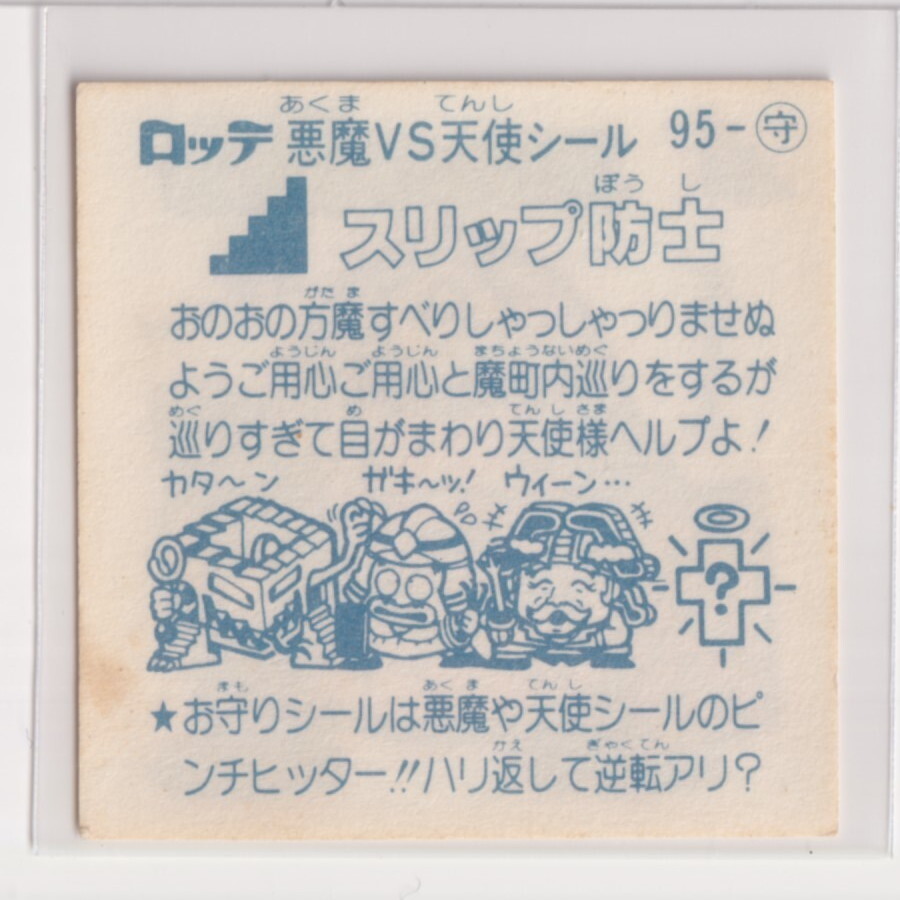 ロッテ 悪魔VS天使シール 95-守
あくま てんし
スリップ防士
ぼうし
おのおの方魔すべりしゃっしゃつりませぬ
がたま
ようご用心ご用心と魔町内巡りをするが
ようじん ようじん まちょうないめぐ
巡りすぎて目がまわり天使様ヘルプよ!
めぐ め てんしさま
カタ〜ン ガキ〜ッ! ウィーン…
?
★お守りシールは悪魔や天使シールのピ
まも あくま てんし
ンチヒッター!!ハリ返して逆転アリ?
かえ ぎゃくてん